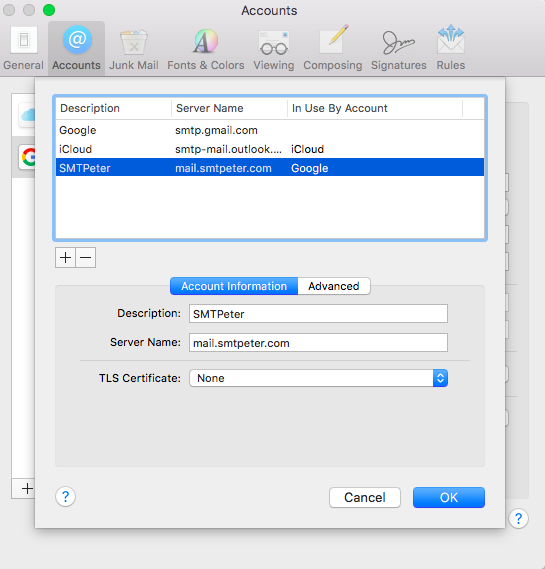 Accounts
General Accounts Junk Mail Fonts & Colors Viewing Composing Signatures Rules
Description Server Name In Use By Account
Google smtp.gmail.com
iCloud smtp-mail.outlook.... iCloud
SMTPeter mail.smtpeter.com Google
+ −
Account Information Advanced
Description: SMTPeter
Server Name: mail.smtpeter.com
TLS Certificate: None
+
? Cancel OK
?